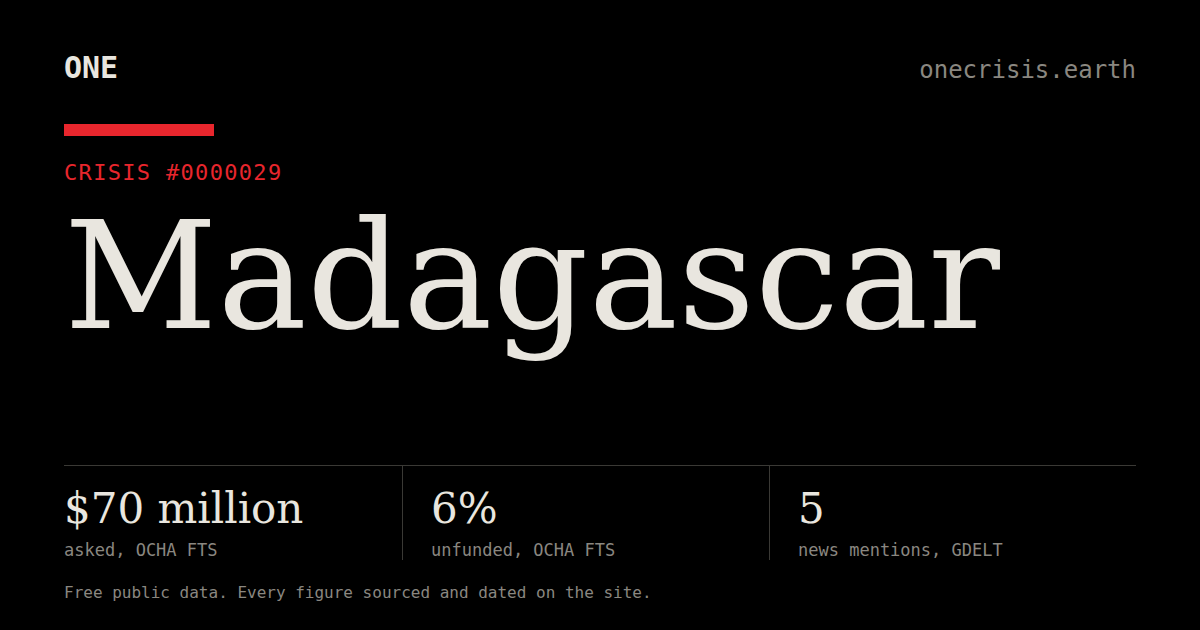 ONE
onecrisis.earth
CRISIS #0000029
Madagascar
$70 million
asked, OCHA FTS
6%
unfunded, OCHA FTS
5
news mentions, GDELT
Free public data. Every figure sourced and dated on the site.